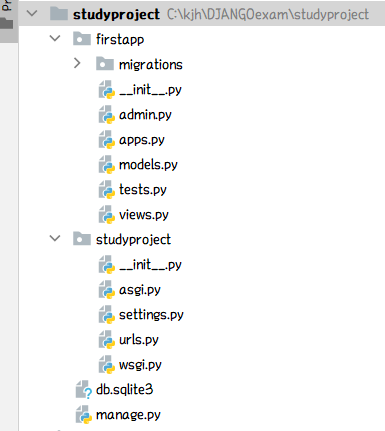 studyproject C:\kjh\DJANGOexam\studyproject
firstapp
migrations
__init__.py
admin.py
apps.py
models.py
tests.py
views.py
studyproject
__init__.py
asgi.py
settings.py
urls.py
wsgi.py
db.sqlite3
manage.py